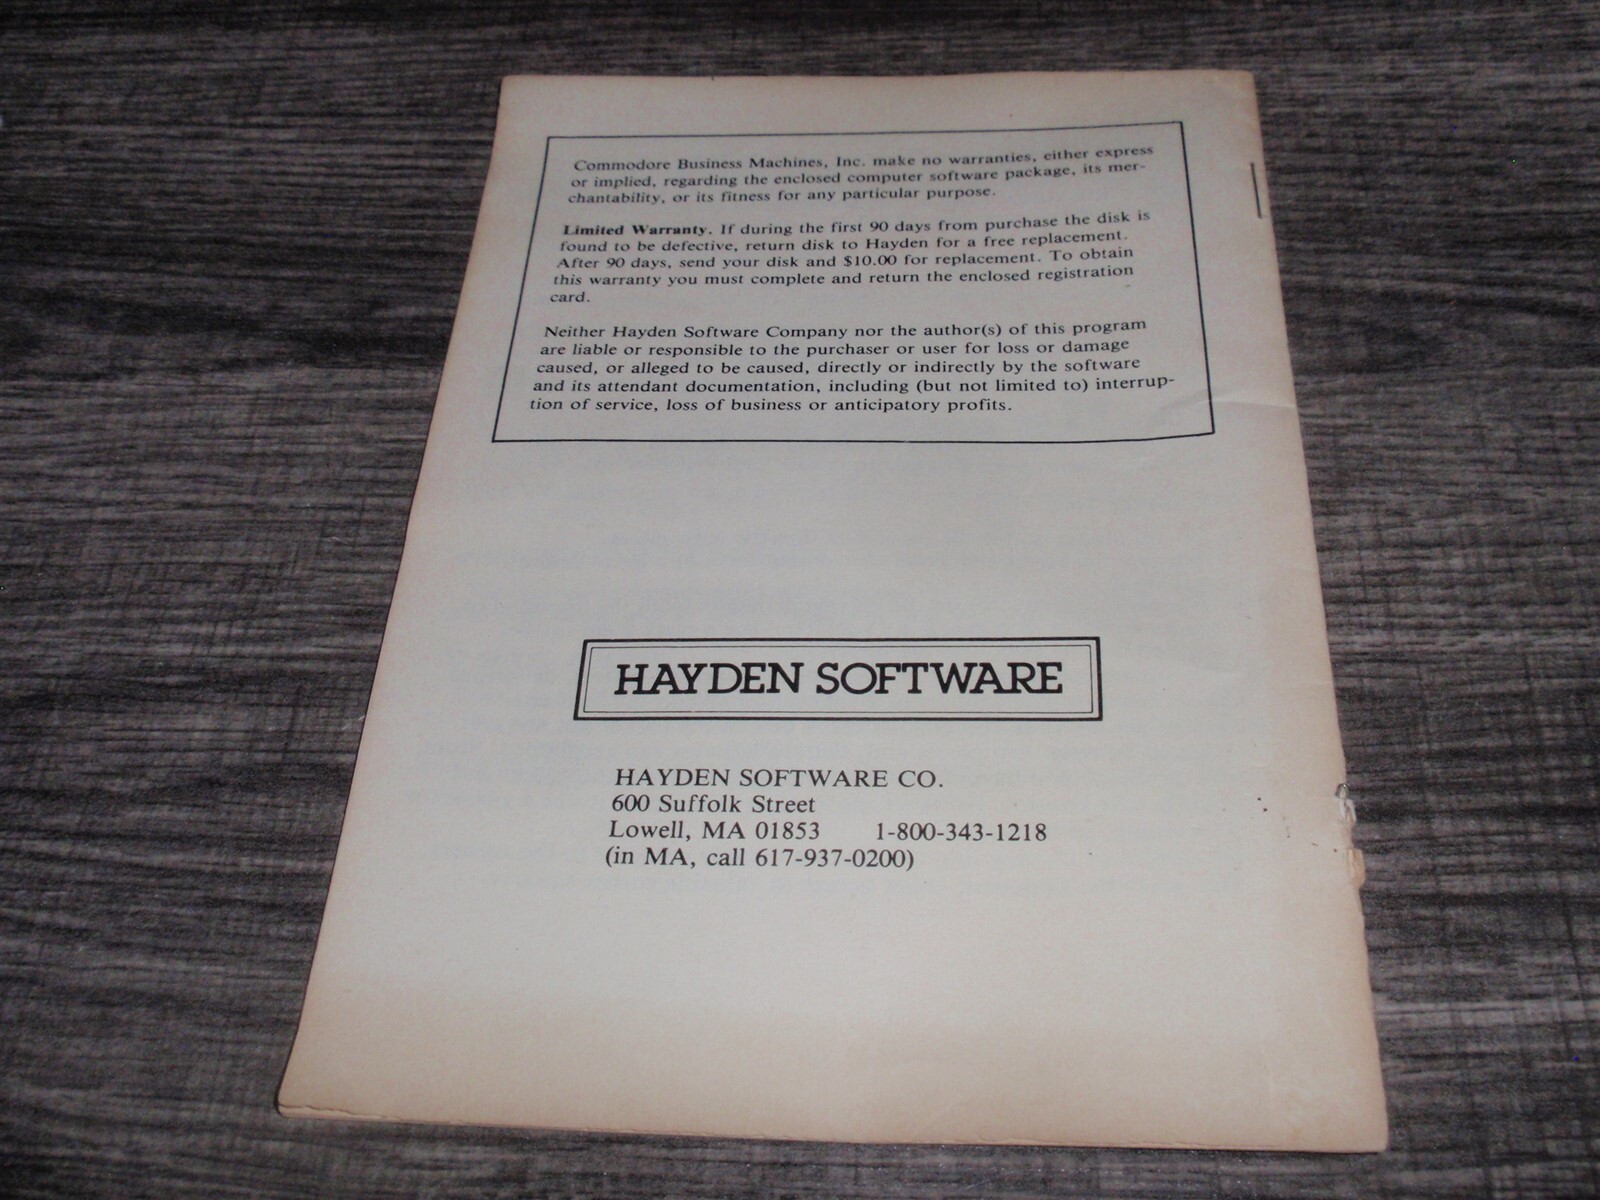 Commodore Business Machines, Inc. make no warranties, either express
or implied, regarding the enclosed computer software package, its mer-
chantability, or its fitness for any particular purpose.
Limited Warranty. If during the first 90 days from purchase the disk is
found to be defective, return disk to Hayden for a free replacement.
After 90 days, send your disk and $10.00 for replacement. To obtain
this warranty you must complete and return the enclosed registration
card.
Neither Hayden Software Company nor the author(s) of this program
are liable or responsible to the purchaser or user for loss or damage
caused, or alleged to be caused, directly or indirectly by the software
and its attendant documentation, including (but not limited to) interrup-
tion of service, loss of business or anticipatory profits.
HAYDEN SOFTWARE
HAYDEN SOFTWARE CO.
600 Suffolk Street
Lowell, MA 01853 1-800-343-1218
(in MA, call 617-937-0200)